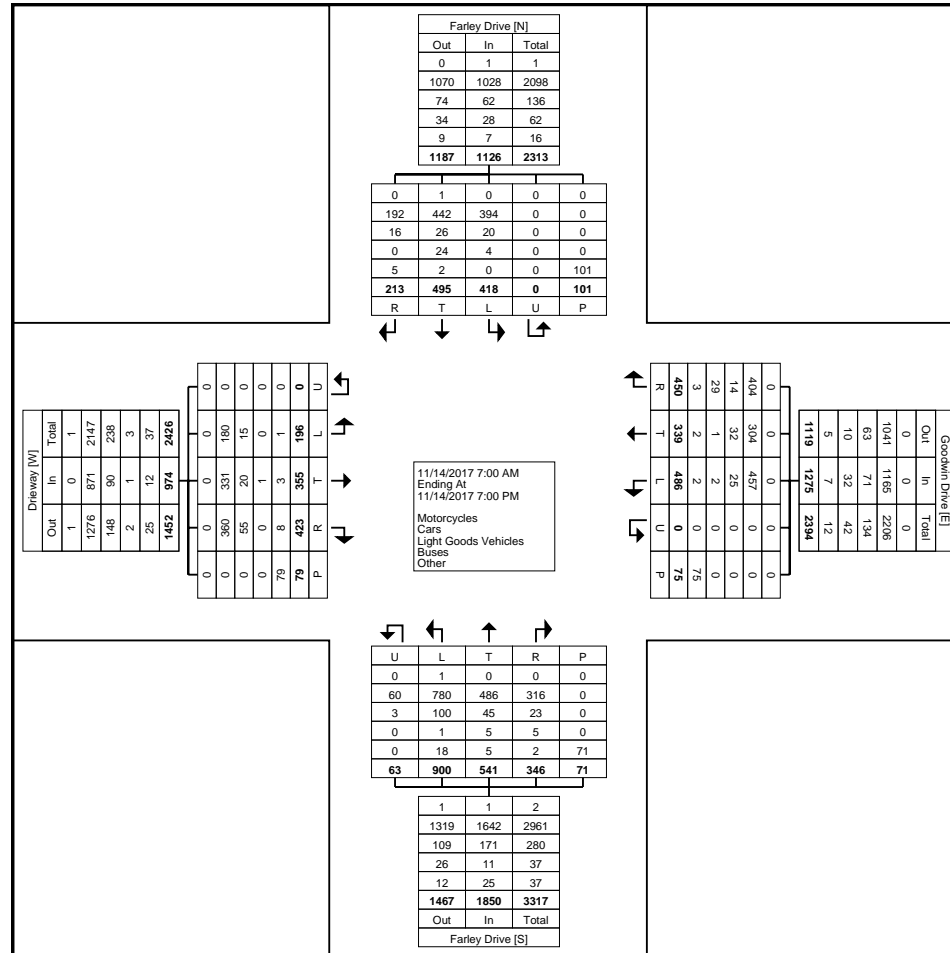 Farley Drive [N]
Out In Total
0 1 1
1070 1028 2098
74 62 136
34 28 62
9 7 16
1187 1126 2313
0 1 0 0 0
192 442 394 0 0
16 26 20 0 0
0 24 4 0 0
5 2 0 0 101
213 495 418 0 101
R T L U P
Drieway [W]
Total 1 2147 238 3 37 2426
In 0 871 90 1 12 974
Out 1 1276 148 2 25 1452
0 0 0 0 0 0 U
0 180 15 0 1 196 L
0 331 20 1 3 355 T
0 360 55 0 8 423 R
0 0 0 0 79 79 P
11/14/2017 7:00 AM
Ending At
11/14/2017 7:00 PM
Motorcycles
Cars
Light Goods Vehicles
Buses
Other
R 450 3 29 14 404 0
T 339 2 1 32 304 0
L 486 2 2 25 457 0
U 0 0 0 0 0 0
P 75 75 0 0 0 0
1119 5 10 63 1041 0 Out
1275 7 32 71 1165 0 In
2394 12 42 134 2206 0 Total
Goodwin Drive [E]
U L T R P
0 1 0 0 0
60 780 486 316 0
3 100 45 23 0
0 1 5 5 0
0 18 5 2 71
63 900 541 346 71
1 1 2
1319 1642 2961
109 171 280
26 11 37
12 25 37
1467 1850 3317
Out In Total
Farley Drive [S]